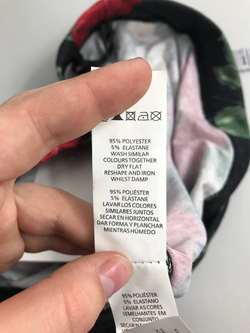 95% POLYESTER
5% ELASTANE
WASH SIMILAR
COLOURS TOGETHER
DRY FLAT
RESHAPE AND IRON
WHILST DAMP
95% POLIÉSTER
5% ELASTANE
LAVAR LOS COLORES
SIMILARES JUNTOS
SECAR EN HORIZONTAL
DAR FORMA Y PLANCHAR
MIENTRAS HÚMEDO
95% POLIÉSTER
5% ELASTANO
LAVAR AS CORES
SEMELHANTES EM
CONJUNTO